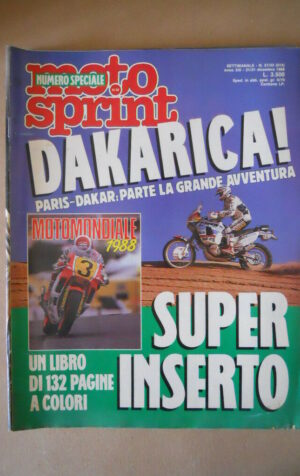 NUMERO SPECIALE
moto
sprint
L. 3.500
DAKARICA!
PARIS-DAKAR: PARTE LA GRANDE AVVENTURA
MOTOMONDIALE
1988
3
UN LIBRO
DI 132 PAGINE
A COLORI
SUPER
INSERTO